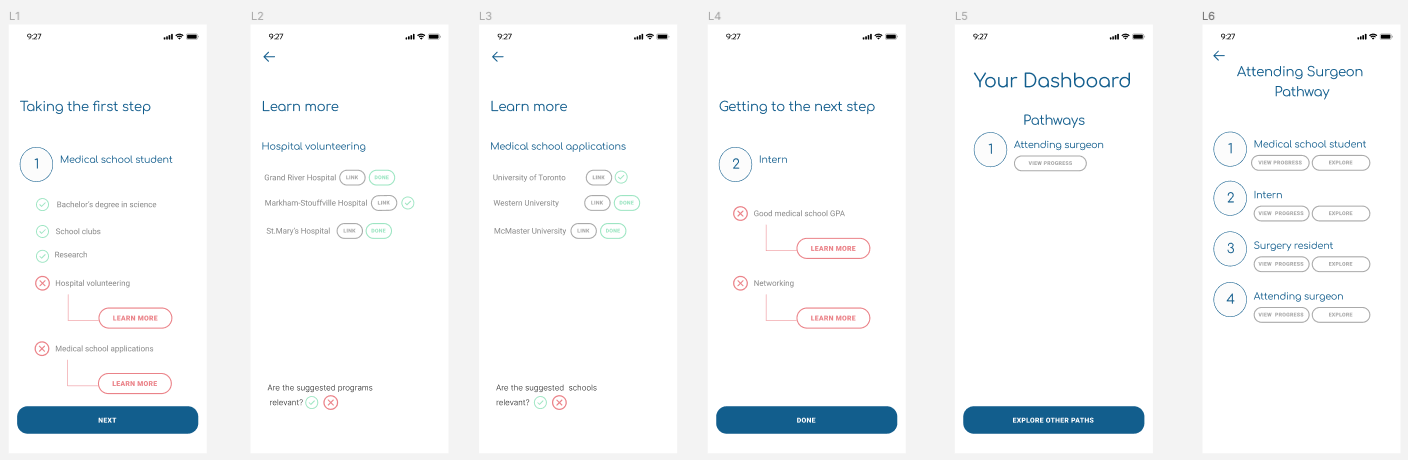 L1
9:27
Taking the first step
1
Medical school student
Bachelor's degree in science
School clubs
Research
Hospital volunteering
LEARN MORE
Medical school applications
LEARN MORE
NEXT
L2
9:27
Learn more
Hospital volunteering
Grand River Hospital LINK DONE
Markham-Stouffville Hospital LINK
St.Mary's Hospital LINK DONE
Are the suggested programs
relevant?
L3
9:27
Learn more
Medical school applications
University of Toronto LINK
Western University LINK DONE
McMaster University LINK DONE
Are the suggested schools
relevant?
L4
9:27
Getting to the next step
2
Intern
Good medical school GPA
LEARN MORE
Networking
LEARN MORE
DONE
L5
9:27
Your Dashboard
Pathways
1
Attending surgeon
VIEW PROGRESS
EXPLORE OTHER PATHS
L6
9:27
Attending Surgeon
Pathway
1
Medical school student
VIEW PROGRESS EXPLORE
2
Intern
VIEW PROGRESS EXPLORE
3
Surgery resident
VIEW PROGRESS EXPLORE
4
Attending surgeon
VIEW PROGRESS EXPLORE